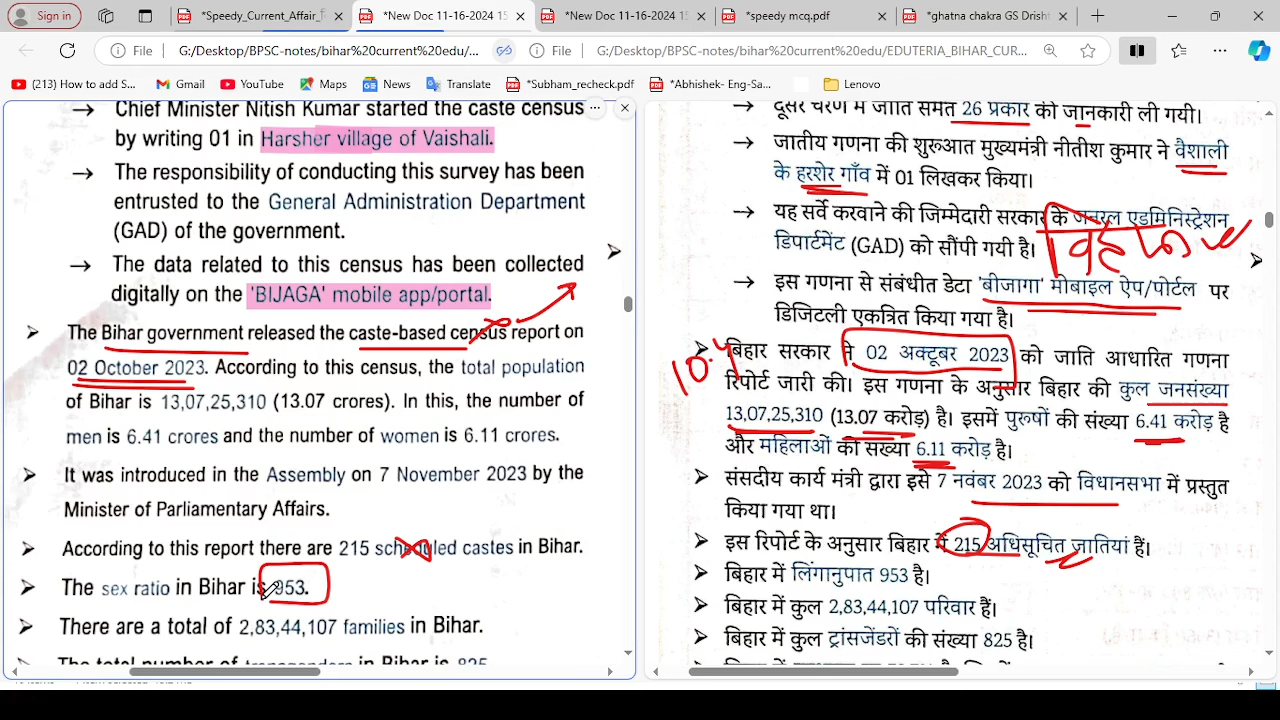 Sign in
*Speedy_Current_Affair_
*New Doc 11-16-2024 15
*New Doc 11-16-2024 15
*speedy mcq.pdf
*ghatna chakra GS Drisht
File
G:/Desktop/BPSC-notes/bihar%20current%20edu/...
File
G:/Desktop/BPSC-notes/bihar%20current%20edu/EDUTERIA_BIHAR_CUR...
(213) How to add S...
Gmail
YouTube
Maps
News
Translate
*Subham_recheck.pdf
*Abhishek- Eng-Sa...
Lenovo
→ Chief Minister Nitish Kumar started the caste census
by writing 01 in Harsher village of Vaishali.
→ The responsibility of conducting this survey has been
entrusted to the General Administration Department
(GAD) of the government.
→ The data related to this census has been collected
digitally on the 'BIJAGA' mobile app/portal.
➤ The Bihar government released the caste-based census report on
02 October 2023. According to this census, the total population
of Bihar is 13,07,25,310 (13.07 crores). In this, the number of
men is 6.41 crores and the number of women is 6.11 crores.
➤ It was introduced in the Assembly on 7 November 2023 by the
Minister of Parliamentary Affairs.
➤ According to this report there are 215 scheduled castes in Bihar.
➤ The sex ratio in Bihar is 953.
➤ There are a total of 2,83,44,107 families in Bihar.
The total number of transgenders in Bihar is 825
→ दूसरे चरण में जाति समेत 26 प्रकार की जानकारी ली गयी।
→ जातीय गणना की शुरूआत मुख्यमंत्री नीतीश कुमार ने वैशाली
के हरशेर गाँव में 01 लिखकर किया।
→ यह सर्वे करवाने की जिम्मेदारी सरकार के जनरल एडमिनिस्ट्रेशन
डिपार्टमेंट (GAD) को सौंपी गयी है।
→ इस गणना से संबंधीत डेटा 'बीजागा' मोबाइल ऐप/पोर्टल पर
डिजिटली एकत्रित किया गया है।
➤ बिहार सरकार ने 02 अक्टूबर 2023 को जाति आधारित गणना
रिपोर्ट जारी की। इस गणना के अनुसार बिहार की कुल जनसंख्या
13,07,25,310 (13.07 करोड़) है। इसमें पुरूषों की संख्या 6.41 करोड़ है
और महिलाओं की संख्या 6.11 करोड़ है।
➤ संसदीय कार्य मंत्री द्वारा इसे 7 नवंबर 2023 को विधानसभा में प्रस्तुत
किया गया था।
➤ इस रिपोर्ट के अनुसार बिहार में 215 अधिसूचित जातियां हैं।
➤ बिहार में लिंगानुपात 953 है।
➤ बिहार में कुल 2,83,44,107 परिवार हैं।
➤ बिहार में कुल ट्रांसजेंडरों की संख्या 825 है।
10.4